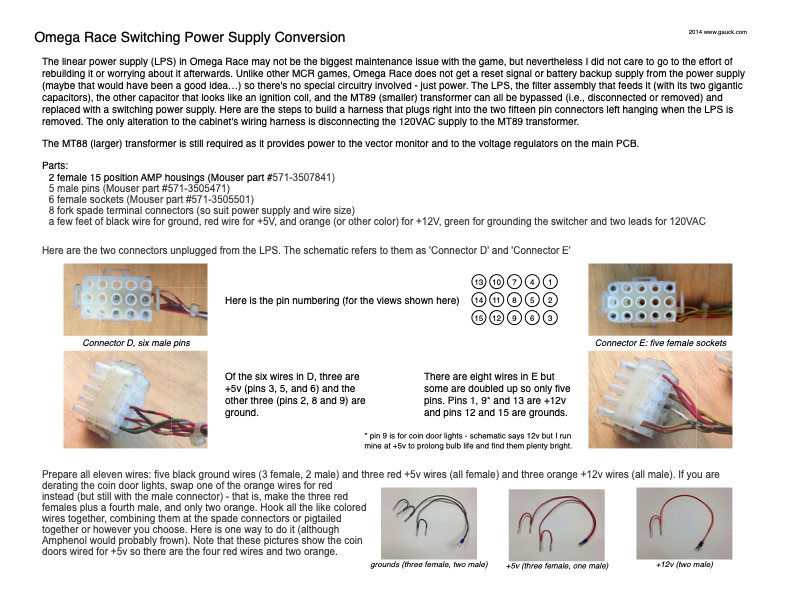 Omega Race Switching Power Supply Conversion
2014 www.gauck.com
The linear power supply (LPS) in Omega Race may not be the biggest maintenance issue with the game, but nevertheless I did not care to go to the effort of
rebuilding it or worrying about it afterwards. Unlike other MCR games, Omega Race does not get a reset signal or battery backup supply from the power supply
(maybe that would have been a good idea…) so there's no special circuitry involved - just power. The LPS, the filter assembly that feeds it (with its two gigantic
capacitors), the other capacitor that looks like an ignition coil, and the MT89 (smaller) transformer can all be bypassed (i.e., disconnected or removed) and
replaced with a switching power supply. Here are the steps to build a harness that plugs right into the two fifteen pin connectors left hanging when the LPS is
removed. The only alteration to the cabinet's wiring harness is disconnecting the 120VAC supply to the MT89 transformer.
The MT88 (larger) transformer is still required as it provides power to the vector monitor and to the voltage regulators on the main PCB.
Parts:
2 female 15 position AMP housings (Mouser part #571-3507841)
5 male pins (Mouser part #571-3505471)
6 female sockets (Mouser part #571-3505501)
8 fork spade terminal connectors (so suit power supply and wire size)
a few feet of black wire for ground, red wire for +5V, and orange (or other color) for +12V, green for grounding the switcher and two leads for 120VAC
Here are the two connectors unplugged from the LPS. The schematic refers to them as 'Connector D' and 'Connector E'
Here is the pin numbering (for the views shown here)
13 10 7 4 1
14 11 8 5 2
15 12 9 6 3
Connector D, six male pins
Connector E: five female sockets
Of the six wires in D, three are
+5v (pins 3, 5, and 6) and the
other three (pins 2, 8 and 9) are
ground.
There are eight wires in E but
some are doubled up so only five
pins. Pins 1, 9* and 13 are +12v
and pins 12 and 15 are grounds.
* pin 9 is for coin door lights - schematic says 12v but I run
mine at +5v to prolong bulb life and find them plenty bright.
Prepare all eleven wires: five black ground wires (3 female, 2 male) and three red +5v wires (all female) and three orange +12v wires (all male). If you are
derating the coin door lights, swap one of the orange wires for red
instead (but still with the male connector) - that is, make the three red
females plus a fourth male, and only two orange. Hook all the like colored
wires together, combining them at the spade connectors or pigtailed
together or however you choose. Here is one way to do it (although
Amphenol would probably frown). Note that these pictures show the coin
doors wired for +5v so there are the four red wires and two orange.
grounds (three female, two male)
+5v (three female, one male)
+12v (two male)